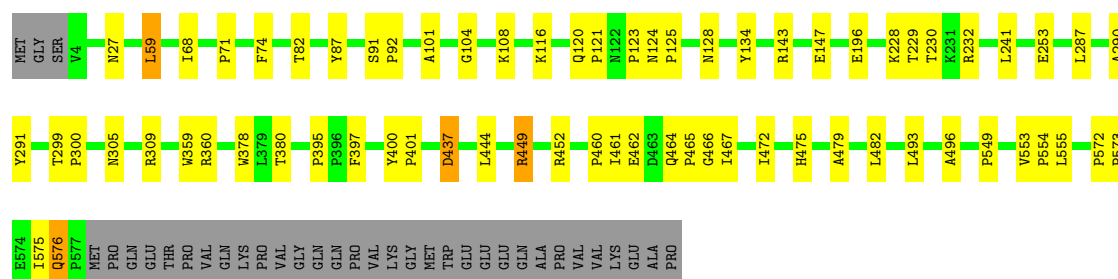 MET GLY SER V4 N27 L59 I68 P71 F74 T82 Y87 S91 P92 A101 G104 K108 K116 Q120 P121 N122 P123 N124 P125 N128 Y134 R143 E147 E196 K228 T229 T230 K231 R232 L241 E253 L287 A290
Y291 T299 P300 N305 R309 W359 R360 W378 L379 T380 P395 P396 F397 Y400 P401 D437 L444 R449 R452 P460 I461 E462 D463 Q464 P465 G466 I467 I472 H475 A479 L482 L493 A496 P549 V553 P554 L555 P572 P573
E574 I575 Q576 P577 MET PRO GLN GLU THR PRO VAL GLN LYS PRO VAL GLY GLN GLN PRO VAL LYS GLY MET TRP GLU GLU GLU GLN ALA PRO VAL VAL LYS GLU ALA PRO